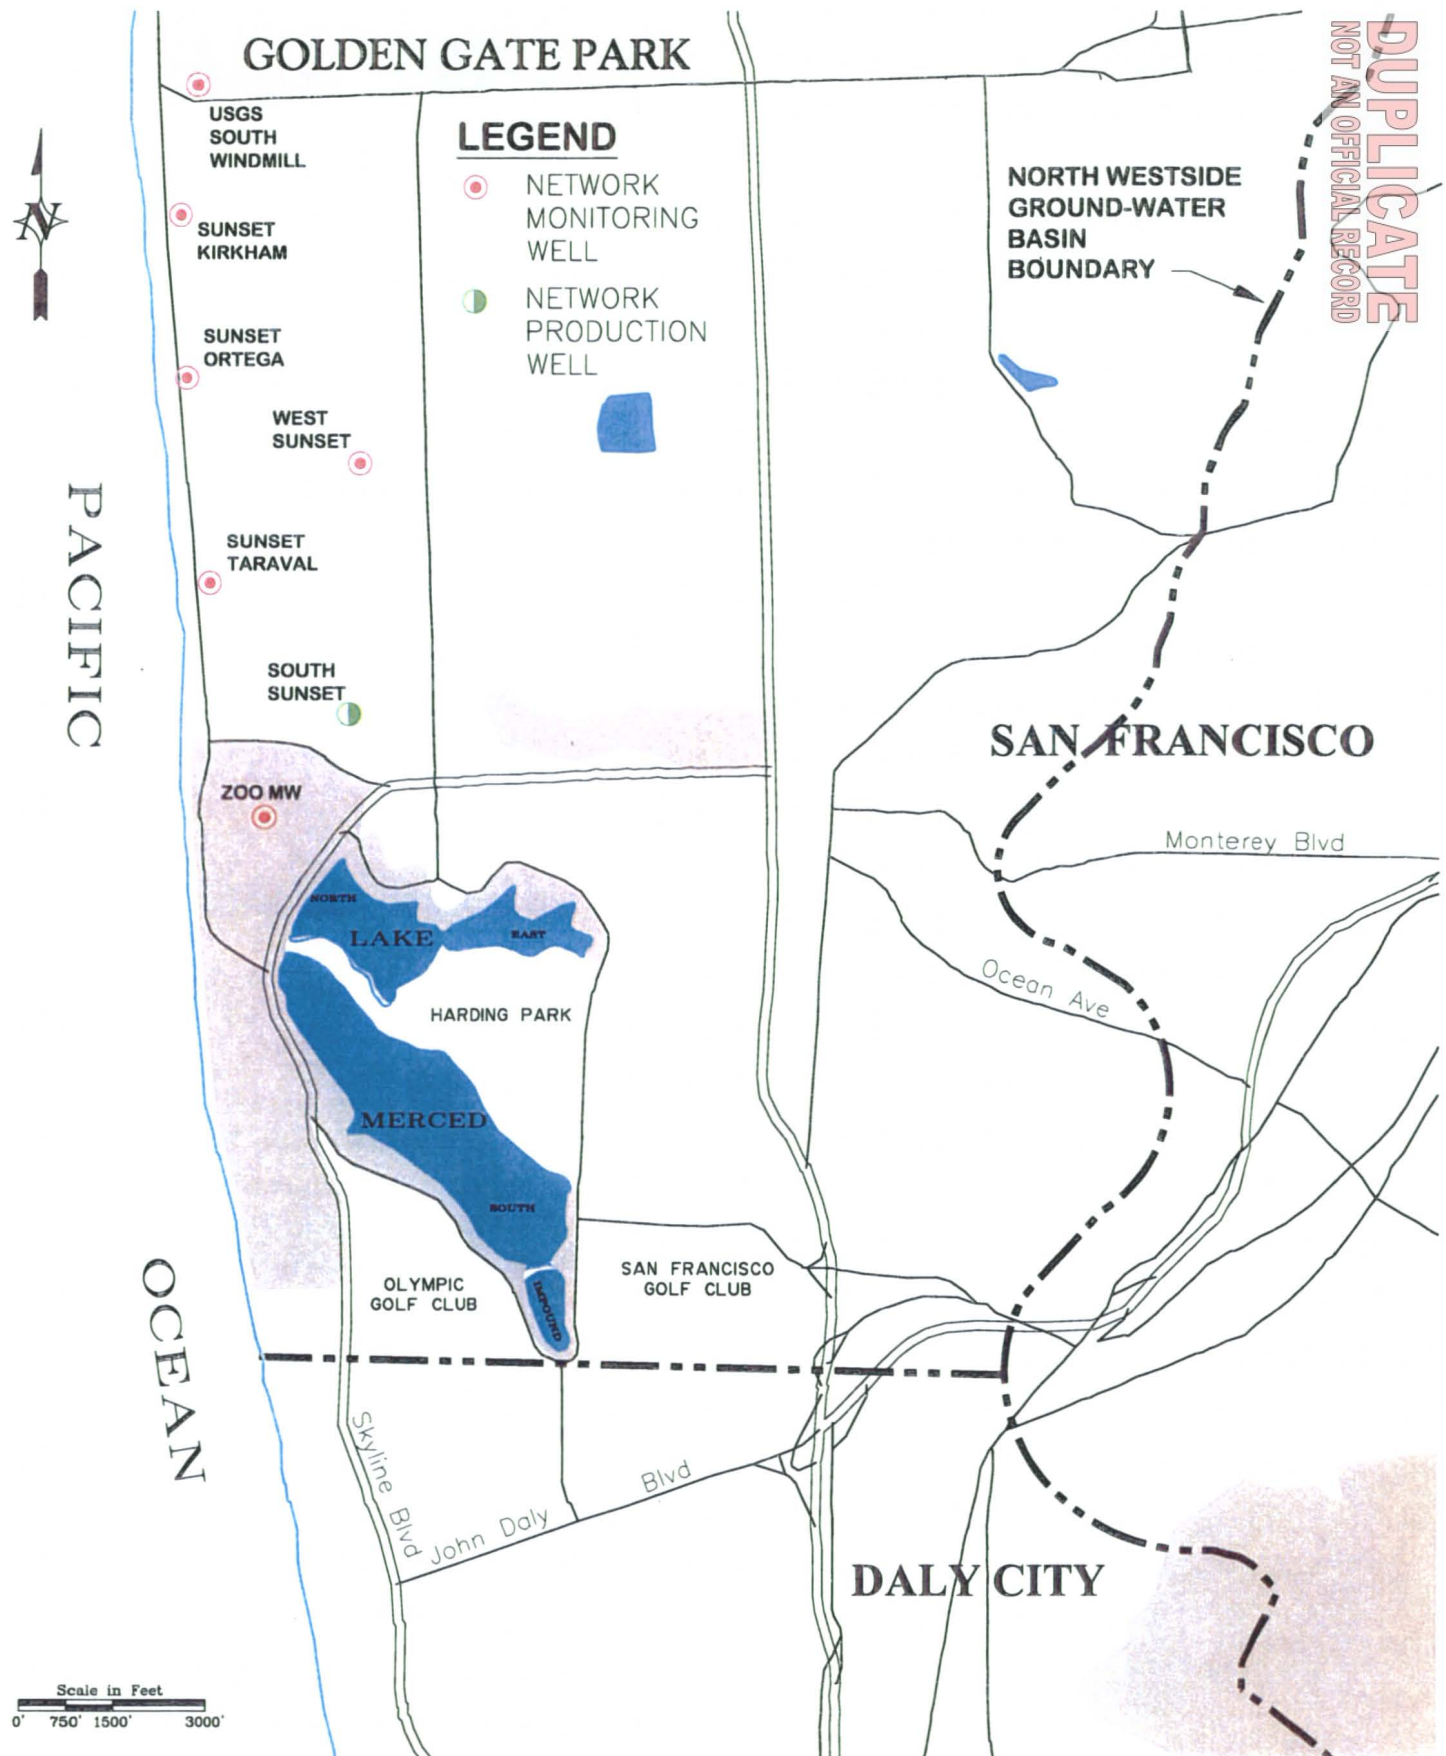 GOLDEN GATE PARK
DUPLICATE
NOT AN OFFICIAL RECORD
USGS
SOUTH
WINDMILL
LEGEND
NETWORK
MONITORING
WELL
NETWORK
PRODUCTION
WELL
NORTH WESTSIDE
GROUND-WATER
BASIN
BOUNDARY
N
SUNSET
KIRKHAM
SUNSET
ORTEGA
WEST
SUNSET
SUNSET
TARAVAL
SOUTH
SUNSET
PACIFIC
OCEAN
ZOO MW
SAN FRANCISCO
Monterey Blvd
Ocean Ave
NORTH
LAKE
EAST
HARDING PARK
MERCED
SOUTH
IMPOUND
OLYMPIC
GOLF CLUB
SAN FRANCISCO
GOLF CLUB
Skyline Blvd
John Daly Blvd
DALY CITY
Scale in Feet
0' 750' 1500' 3000'